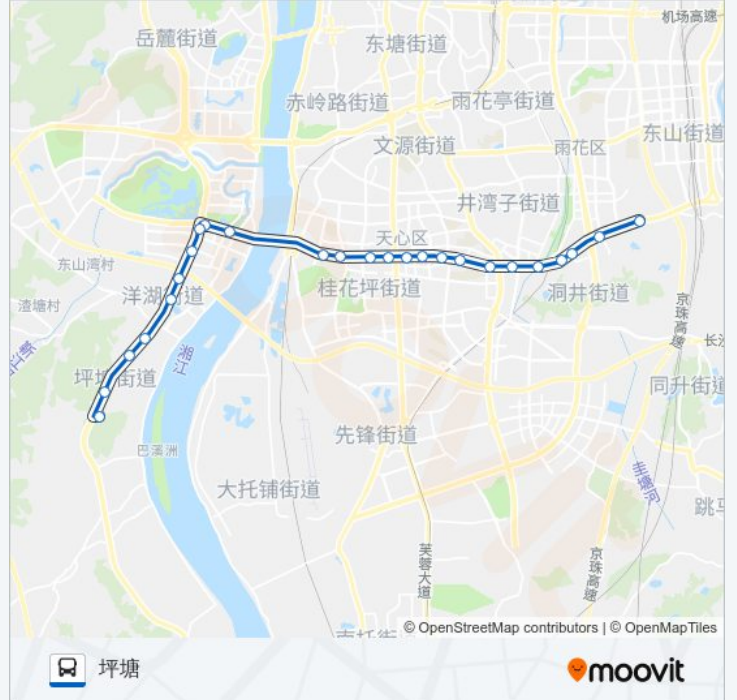 机场高速
岳麓街道
东塘街道
赤岭路街道
雨花亭街道
东山街道
文源街道
雨花区
井湾子街道
天心区
东山湾村
洋湖街道
桂花坪街道
洞井街道
渣塘村
京珠高速
湘江
坪塘街道
同升街道
先锋街道
巴溪洲
大托铺街道
圭塘河
跳马
芙蓉大道
京珠高速
南托街
© OpenStreetMap contributors | © OpenMapTiles
坪塘
moovit